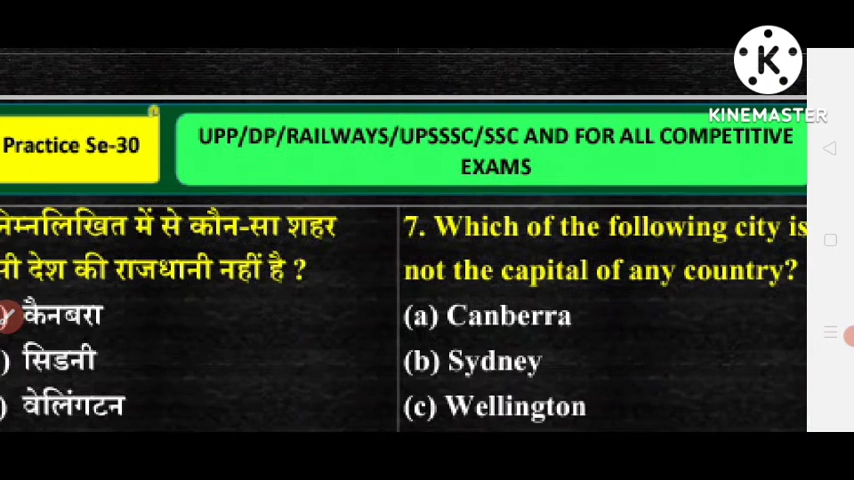 KINEMASTER
Practice Se-30
UPP/DP/RAILWAYS/UPSSSC/SSC AND FOR ALL COMPETITIVE
EXAMS
निम्नलिखित में से कौन-सा शहर
देश की राजधानी नहीं है ?
कैनबरा
) सिडनी
) वेलिंगटन
7. Which of the following city is
not the capital of any country?
(a) Canberra
(b) Sydney
(c) Wellington